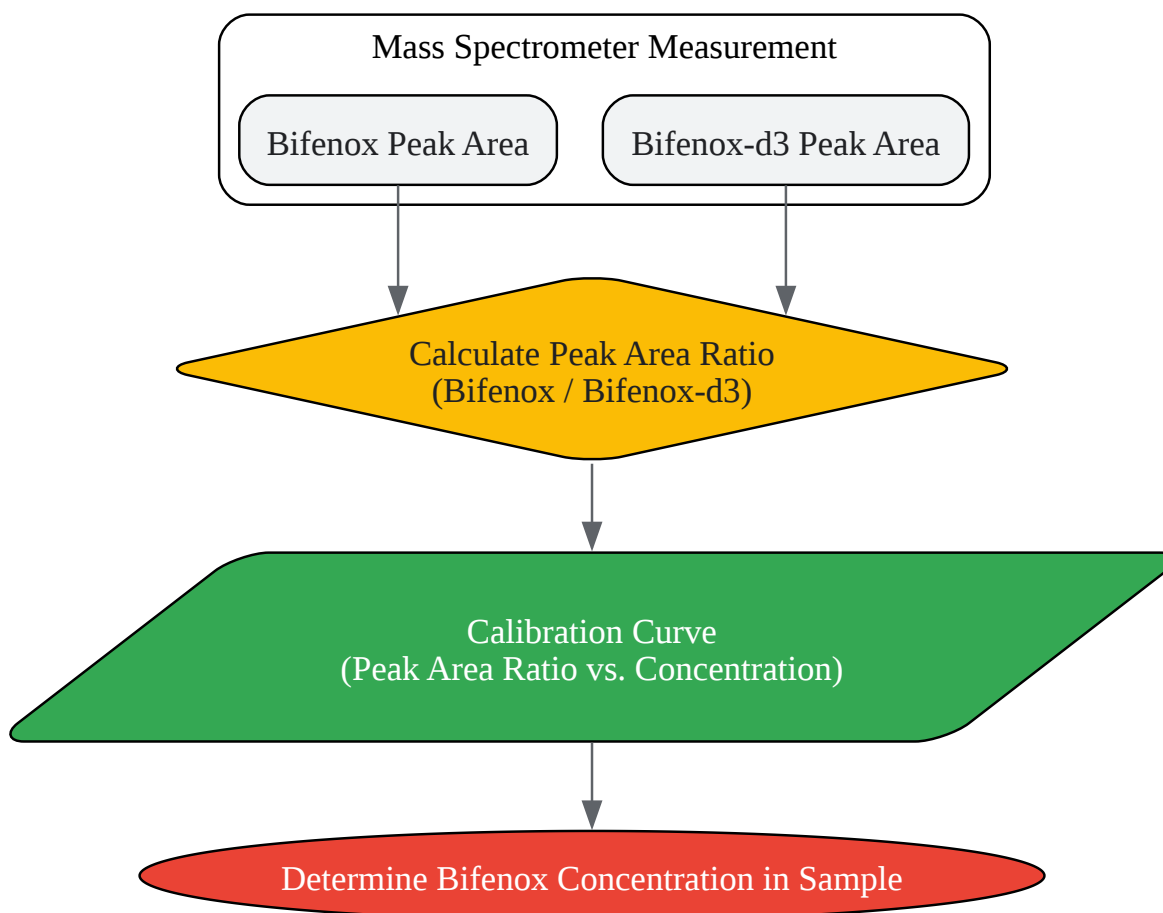 Mass Spectrometer Measurement
Bifenox Peak Area
Bifenox-d3 Peak Area
Calculate Peak Area Ratio
(Bifenox / Bifenox-d3)
Calibration Curve
(Peak Area Ratio vs. Concentration)
Determine Bifenox Concentration in Sample